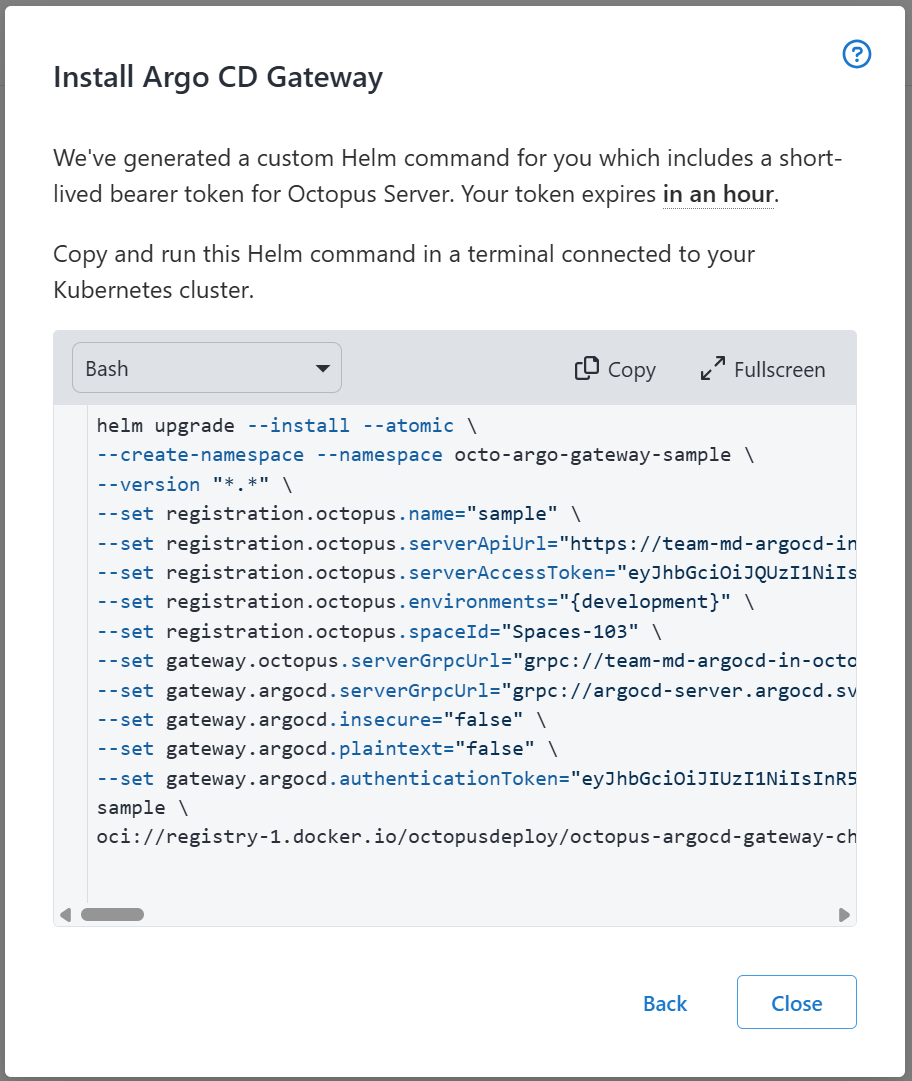 Install Argo CD Gateway
We've generated a custom Helm command for you which includes a short-
lived bearer token for Octopus Server. Your token expires in an hour.
Copy and run this Helm command in a terminal connected to your
Kubernetes cluster.
Bash
Copy
Fullscreen
helm upgrade --install --atomic \
--create-namespace --namespace octo-argo-gateway-sample \
--version "*.*" \
--set registration.octopus.name="sample" \
--set registration.octopus.serverApiUrl="https://team-md-argocd-in
--set registration.octopus.serverAccessToken="eyJhbGciOiJQUzI1NiIs
--set registration.octopus.environments="{development}" \
--set registration.octopus.spaceId="Spaces-103" \
--set gateway.octopus.serverGrpcUrl="grpc://team-md-argocd-in-octo
--set gateway.argocd.serverGrpcUrl="grpc://argocd-server.argocd.sv
--set gateway.argocd.insecure="false" \
--set gateway.argocd.plaintext="false" \
--set gateway.argocd.authenticationToken="eyJhbGciOiJIUzI1NiIsInR5
sample \
oci://registry-1.docker.io/octopusdeploy/octopus-argocd-gateway-ch
Back
Close